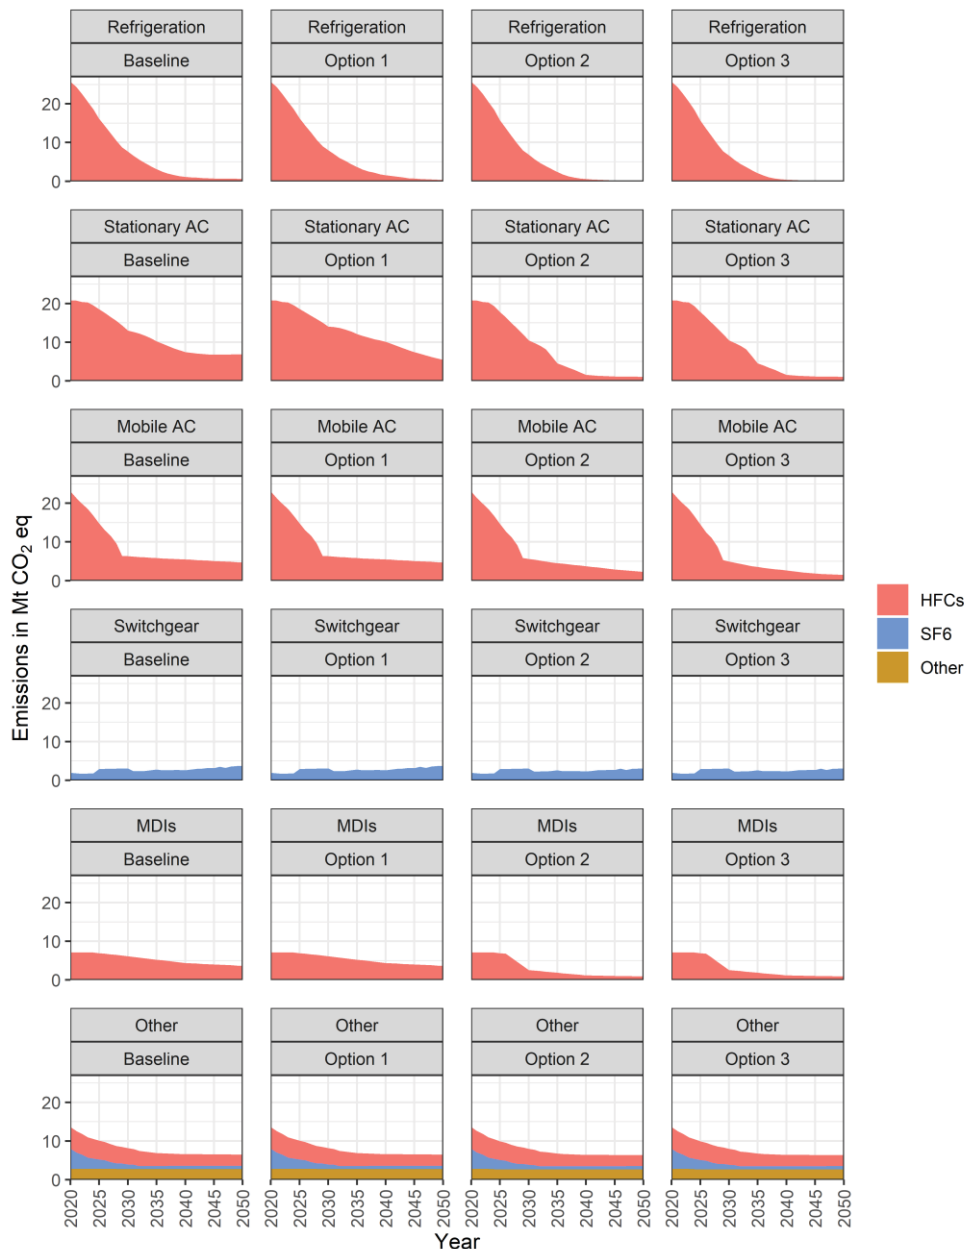 Refrigeration Refrigeration Refrigeration Refrigeration
Baseline Option 1 Option 2 Option 3
20
10
0
Stationary AC Stationary AC Stationary AC Stationary AC
Baseline Option 1 Option 2 Option 3
20
10
0
Mobile AC Mobile AC Mobile AC Mobile AC
Baseline Option 1 Option 2 Option 3
20
10
0
Emissions in Mt CO₂ eq
Switchgear Switchgear Switchgear Switchgear
Baseline Option 1 Option 2 Option 3
20
10
0
MDIs MDIs MDIs MDIs
Baseline Option 1 Option 2 Option 3
20
10
0
Other Other Other Other
Baseline Option 1 Option 2 Option 3
20
10
0
2020 2025 2030 2035 2040 2045 2050 2020 2025 2030 2035 2040 2045 2050 2020 2025 2030 2035 2040 2045 2050 2020 2025 2030 2035 2040 2045 2050
Year
HFCs
SF6
Other